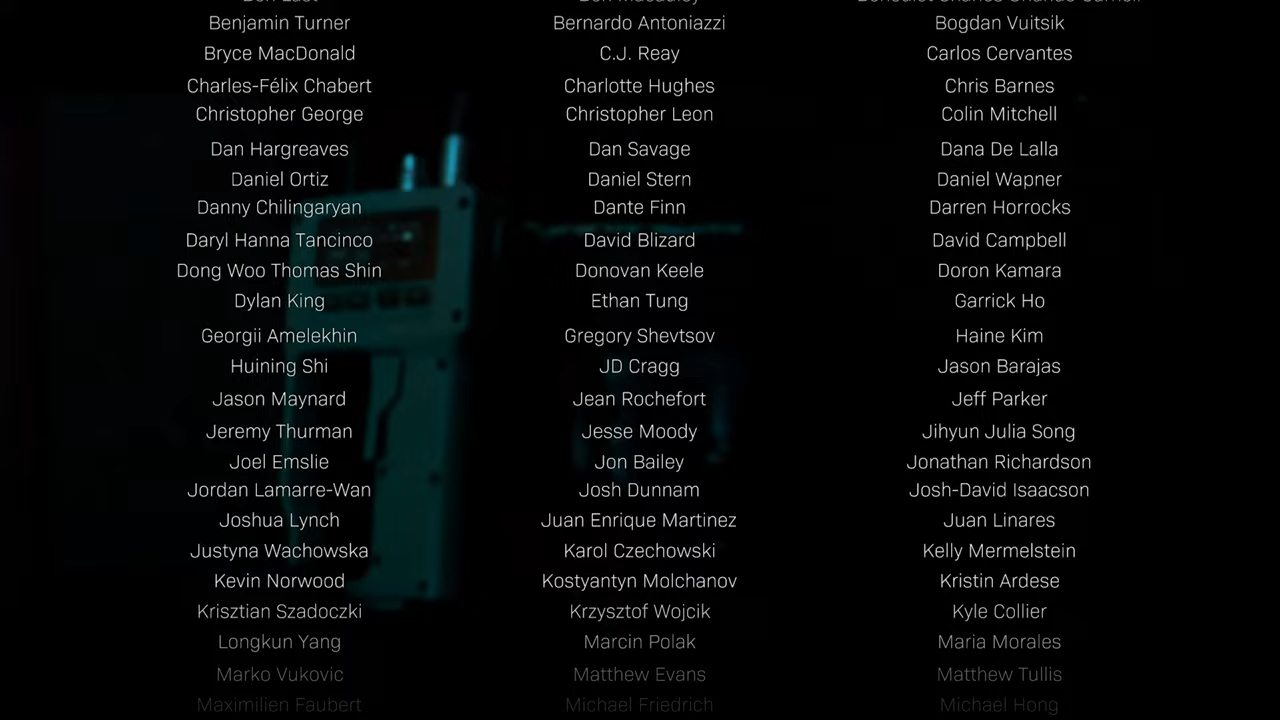 Benjamin Turner Bernardo Antoniazzi Bogdan Vuitsik
Bryce MacDonald C.J. Reay Carlos Cervantes
Charles-Félix Chabert Charlotte Hughes Chris Barnes
Christopher George Christopher Leon Colin Mitchell
Dan Hargreaves Dan Savage Dana De Lalla
Daniel Ortiz Daniel Stern Daniel Wapner
Danny Chilingaryan Dante Finn Darren Horrocks
Daryl Hanna Tancinco David Blizard David Campbell
Dong Woo Thomas Shin Donovan Keele Doron Kamara
Dylan King Ethan Tung Garrick Ho
Georgii Amelekhin Gregory Shevtsov Haine Kim
Huining Shi JD Cragg Jason Barajas
Jason Maynard Jean Rochefort Jeff Parker
Jeremy Thurman Jesse Moody Jihyun Julia Song
Joel Emslie Jon Bailey Jonathan Richardson
Jordan Lamarre-Wan Josh Dunnam Josh-David Isaacson
Joshua Lynch Juan Enrique Martinez Juan Linares
Justyna Wachowska Karol Czechowski Kelly Mermelstein
Kevin Norwood Kostyantyn Molchanov Kristin Ardese
Krisztian Szadoczki Krzysztof Wojcik Kyle Collier
Longkun Yang Marcin Polak Maria Morales
Marko Vukovic Matthew Evans Matthew Tullis
Maximilien Faubert Michael Friedrich Michael Hong